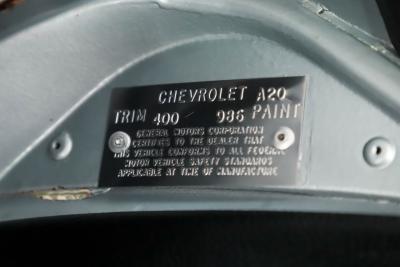 CHEVROLET A20
TRIM 400 986 PAINT
GENERAL MOTORS CORPORATION
CERTIFIES TO THE DEALER THAT
THIS VEHICLE CONFORMS TO ALL FEDERAL
MOTOR VEHICLE SAFETY STANDARDS
APPLICABLE AT TIME OF MANUFACTURE